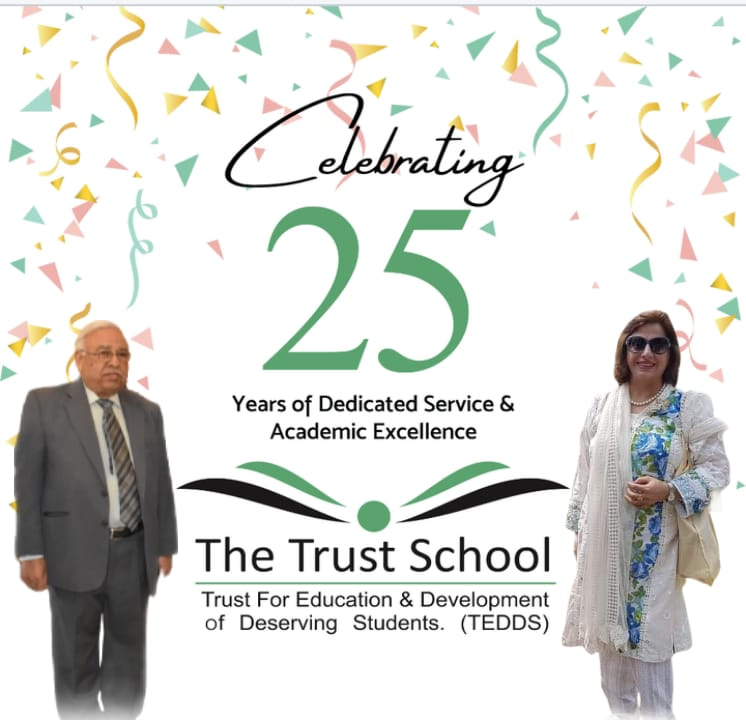 Celebrating
25
Years of Dedicated Service &
Academic Excellence
The Trust School
Trust For Education & Development
of Deserving Students. (TEDDS)